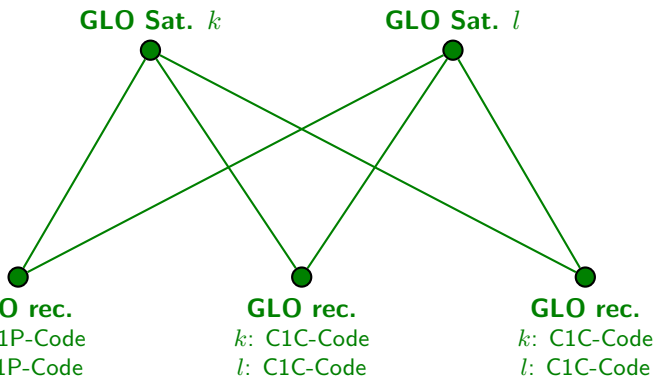 GLO Sat. k GLO Sat. l
O rec. GLO rec. GLO rec.
1P-Code k: C1C-Code k: C1C-Code
1P-Code l: C1C-Code l: C1C-Code